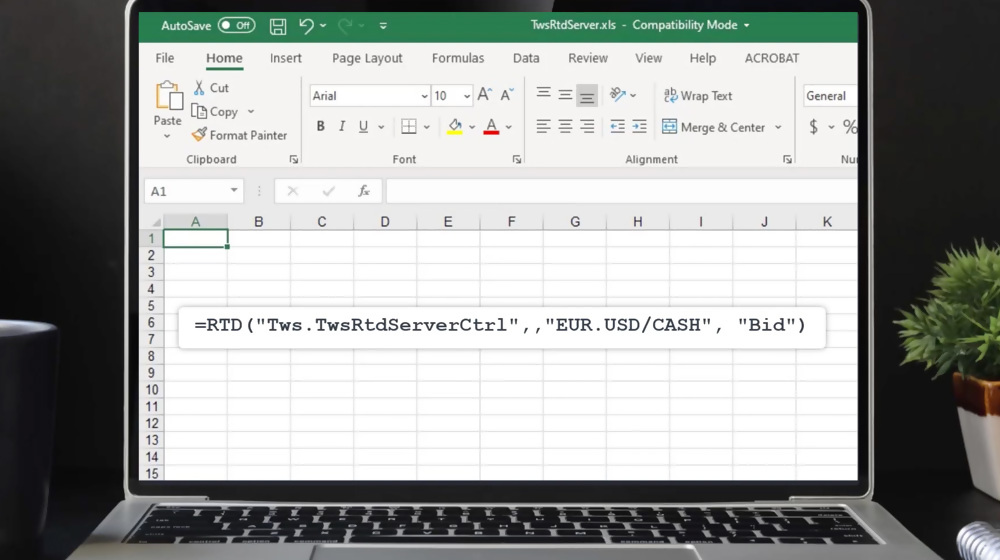 AutoSave Off TwsRtdServer.xls - Compatibility Mode
File Home Insert Page Layout Formulas Data Review View Help ACROBAT
Cut
Copy
Paste
Format Painter
Clipboard
Arial 10
B I U A
Font
ab Wrap Text
Merge & Center
Alignment
General
$ %
A1 fx
A B C D E F G H I J K
1
2
3
4
5
6
7
8
9
10
11
12
13
14
15
=RTD("Tws.TwsRtdServerCtrl",,"EUR.USD/CASH", "Bid")